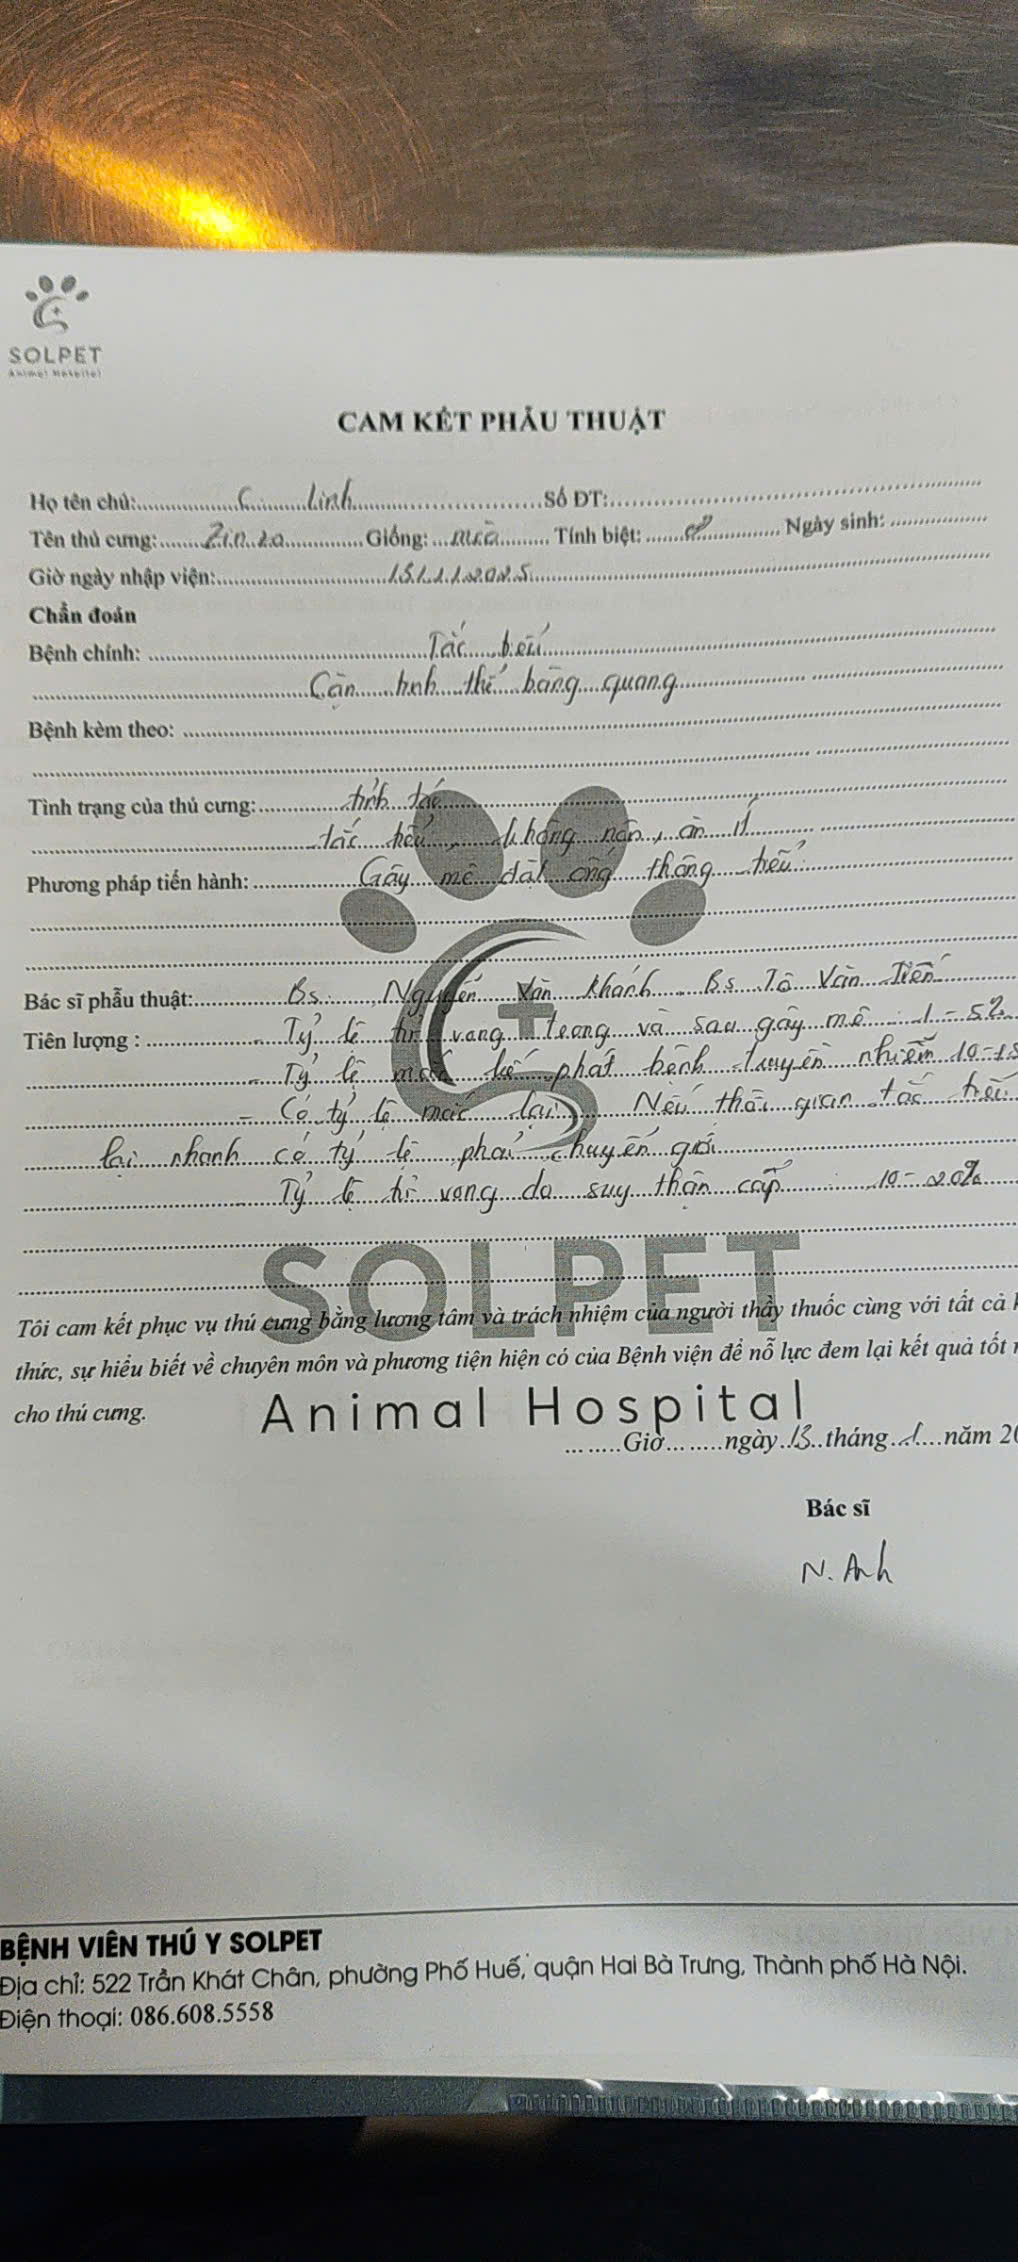 SOLPET
Animal Hospital
CAM KẾT PHẪU THUẬT
Họ tên chủ: C. Linh Số ĐT:
Tên thú cưng: Zinza Giống: mèo Tính biệt: Ngày sinh:
Giờ ngày nhập viện: 13/1/2025
Chẩn đoán
Bệnh chính: Tắc tiểu
Cặn tinh thể bàng quang
Bệnh kèm theo:
Tình trạng của thú cưng: tỉnh táo
tắc tiểu, không nôn, ăn ít
Phương pháp tiến hành: Gây mê đặt ống thông tiểu
Bác sĩ phẫu thuật: Bs. Nguyễn Văn Khánh - Bs Tô Văn Tiến
Tiên lượng : - Tỷ lệ tử vong trong và sau gây mê : 1 - 5%
- Tỷ lệ mắc kế phát bệnh truyền nhiễm 10-15
- Có tỷ lệ mắc lại. Nếu thời gian tắc tiểu
lại nhanh có tỷ lệ phải chuyển giới
Tỷ lệ tử vong do suy thận cấp : 10 - 20%
SOLPET
Tôi cam kết phục vụ thú cưng bằng lương tâm và trách nhiệm của người thầy thuốc cùng với tất cả
thức, sự hiểu biết về chuyên môn và phương tiện hiện có của Bệnh viện để nỗ lực đem lại kết quả tốt
cho thú cưng.
Animal Hospital
Giờ ngày 13 tháng 1 năm 20
Bác sĩ
N. Anh
BỆNH VIÊN THÚ Y SOLPET
Địa chỉ: 522 Trần Khát Chân, phường Phố Huế, quận Hai Bà Trưng, Thành phố Hà Nội.
Điện thoại: 086.608.5558